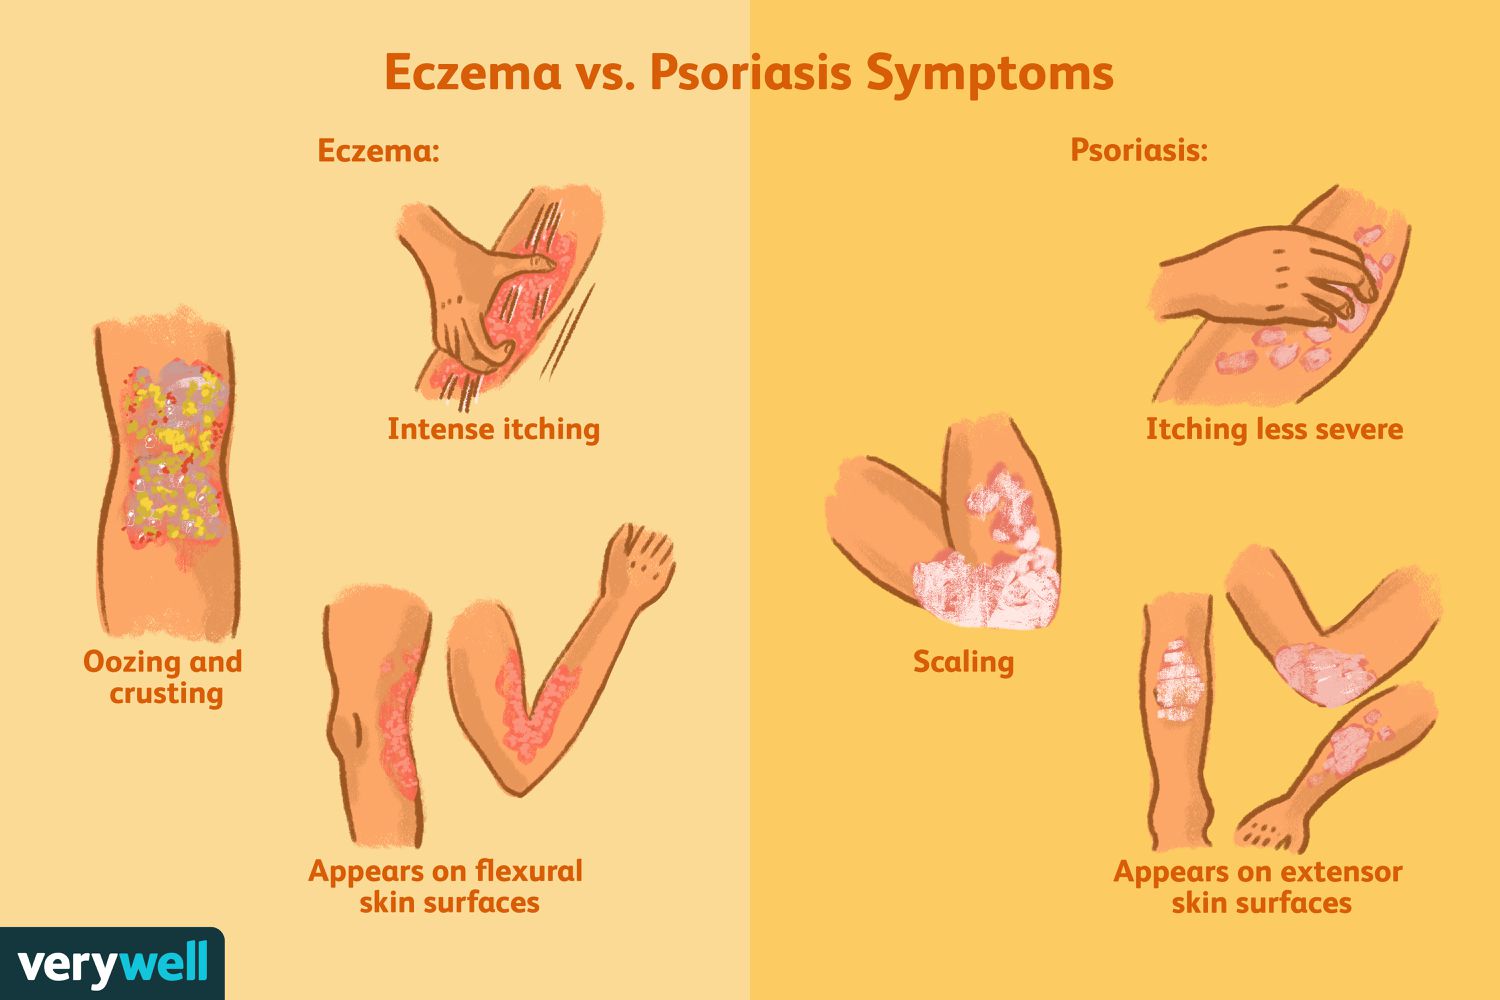 Eczema vs. Psoriasis Symptoms
Eczema:
Intense itching
Oozing and
crusting
Appears on flexural
skin surfaces
Psoriasis:
Itching less severe
Scaling
Appears on extensor
skin surfaces
verywell